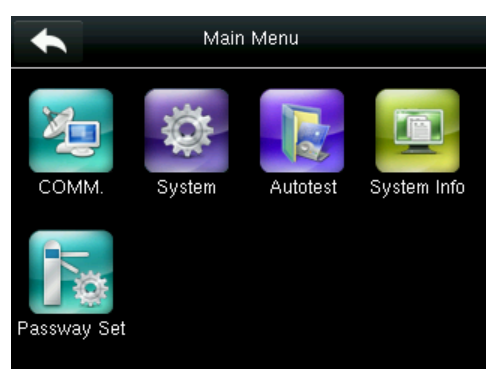 Main Menu
COMM.
System
Autotest
System Info
Passway Set